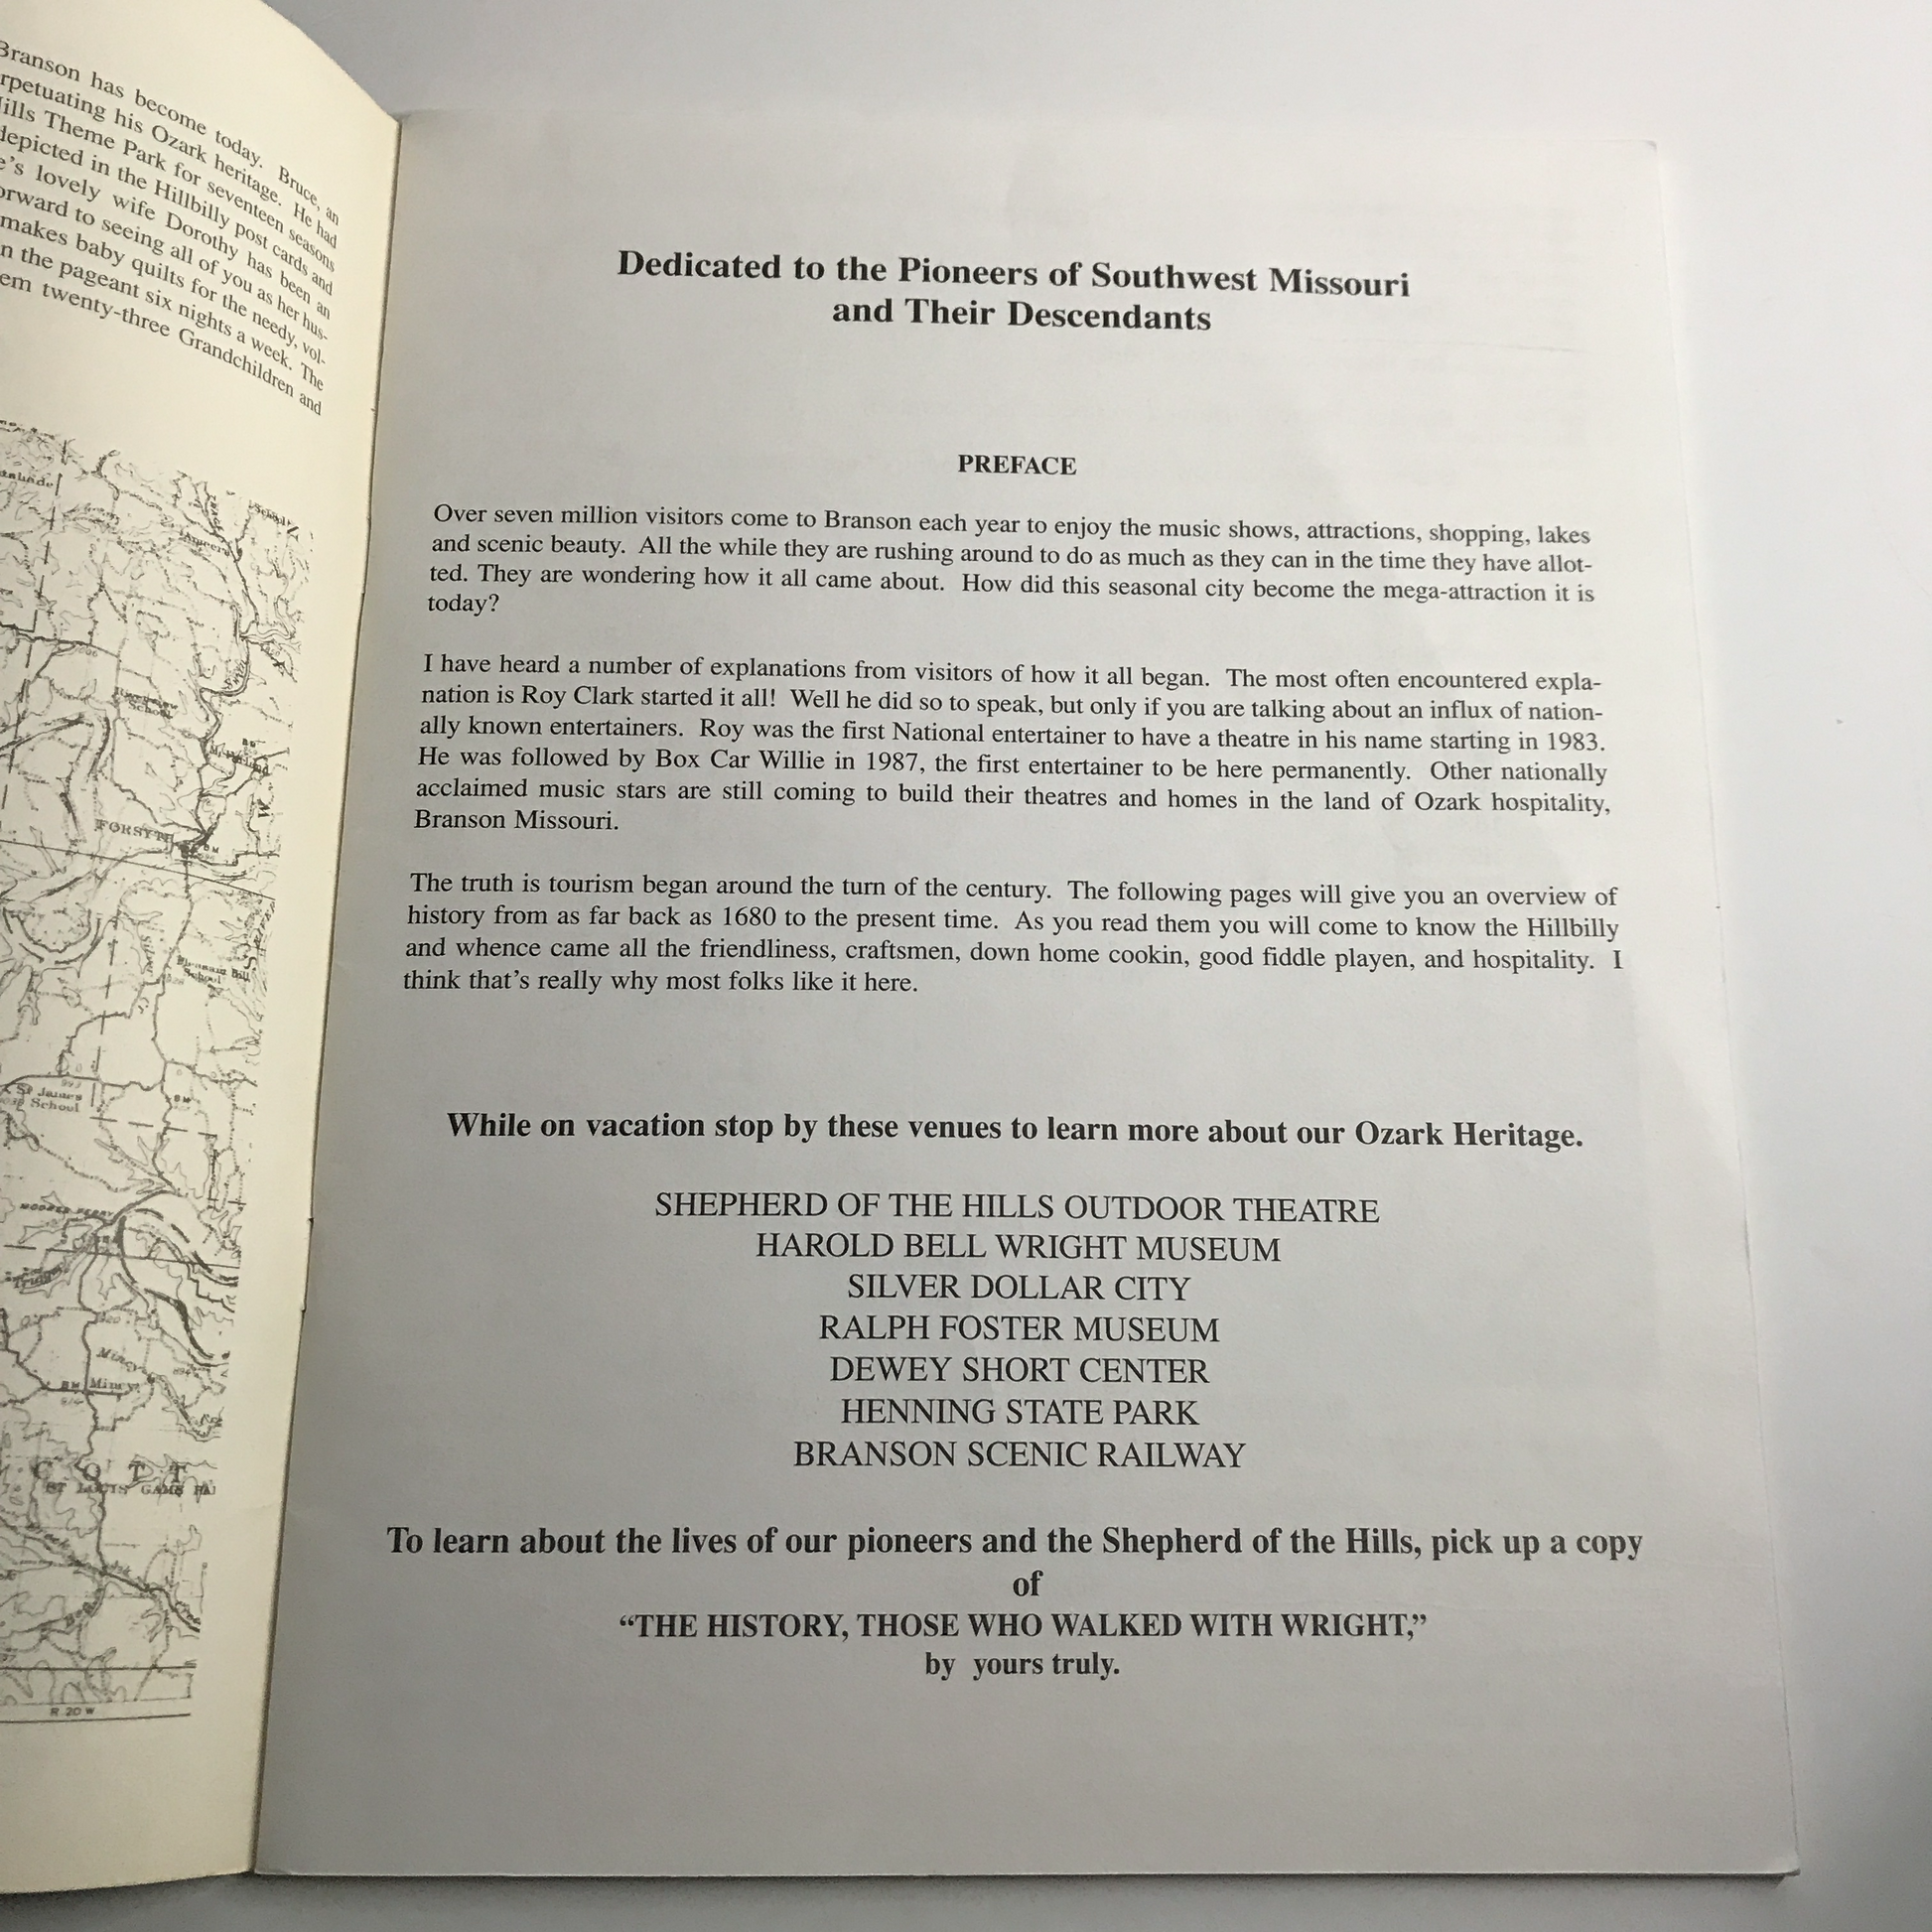 Branson has become today. Bruce, an
rpetuating his Ozark heritage. He had
ills Theme Park for seventeen seasons
depicted in the Hillbilly post cards and
e's lovely wife Dorothy has been an
orward to seeing all of you as her hus-
makes baby quilts for the needy, vol-
n the pageant six nights a week. The
em twenty-three Grandchildren and
FORSYTH
St James
School
Mincy
C O T T
ST LOUIS GAME
R 20 W
Dedicated to the Pioneers of Southwest Missouri
and Their Descendants
PREFACE
Over seven million visitors come to Branson each year to enjoy the music shows, attractions, shopping, lakes
and scenic beauty. All the while they are rushing around to do as much as they can in the time they have allot-
ted. They are wondering how it all came about. How did this seasonal city become the mega-attraction it is
today?
I have heard a number of explanations from visitors of how it all began. The most often encountered expla-
nation is Roy Clark started it all! Well he did so to speak, but only if you are talking about an influx of nation-
ally known entertainers. Roy was the first National entertainer to have a theatre in his name starting in 1983.
He was followed by Box Car Willie in 1987, the first entertainer to be here permanently. Other nationally
acclaimed music stars are still coming to build their theatres and homes in the land of Ozark hospitality,
Branson Missouri.
The truth is tourism began around the turn of the century. The following pages will give you an overview of
history from as far back as 1680 to the present time. As you read them you will come to know the Hillbilly
and whence came all the friendliness, craftsmen, down home cookin, good fiddle playen, and hospitality. I
think that's really why most folks like it here.
While on vacation stop by these venues to learn more about our Ozark Heritage.
SHEPHERD OF THE HILLS OUTDOOR THEATRE
HAROLD BELL WRIGHT MUSEUM
SILVER DOLLAR CITY
RALPH FOSTER MUSEUM
DEWEY SHORT CENTER
HENNING STATE PARK
BRANSON SCENIC RAILWAY
To learn about the lives of our pioneers and the Shepherd of the Hills, pick up a copy
of
“THE HISTORY, THOSE WHO WALKED WITH WRIGHT,”
by yours truly.